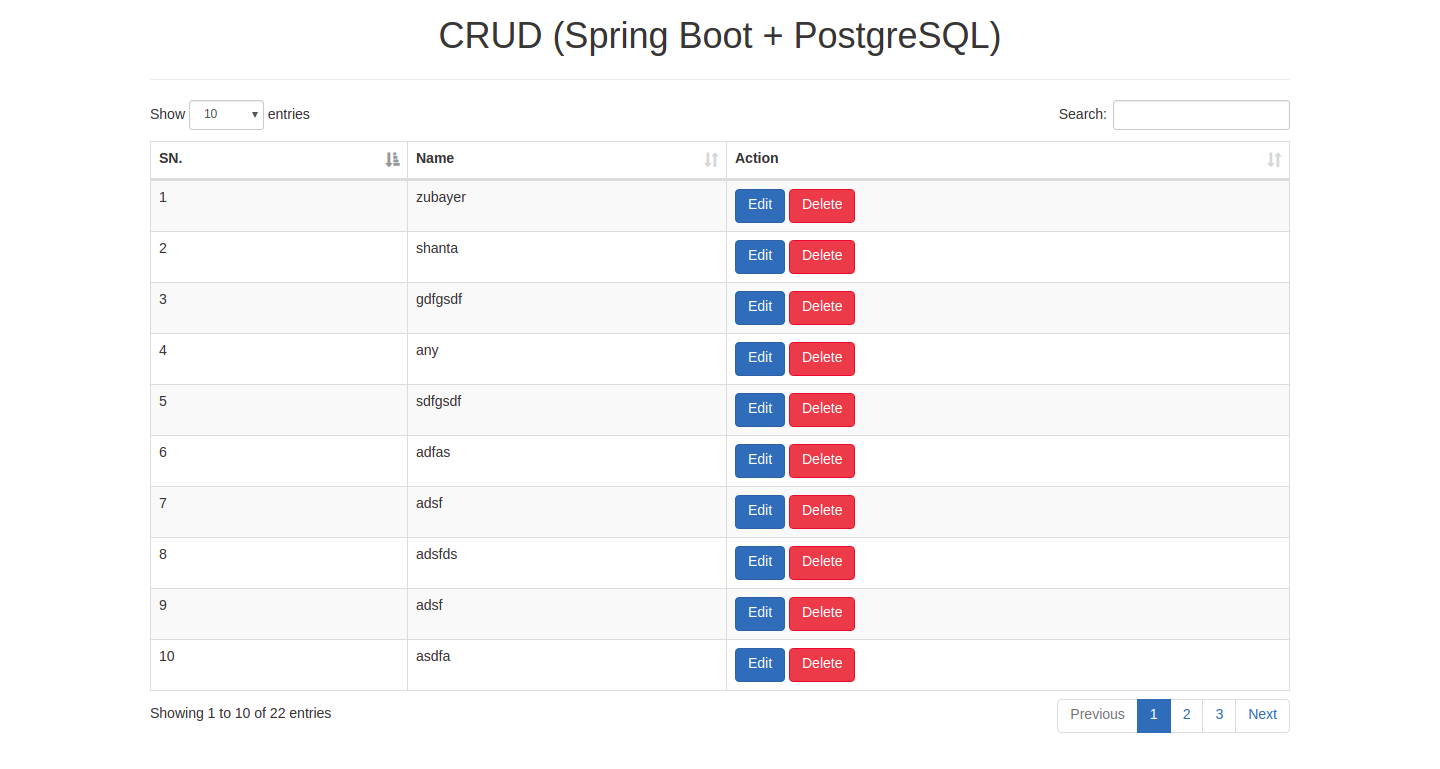 CRUD (Spring Boot + PostgreSQL)
Show 10 entries Search:
SN. Name Action
1 zubayer Edit Delete
2 shanta Edit Delete
3 gdfgsdf Edit Delete
4 any Edit Delete
5 sdfgsdf Edit Delete
6 adfas Edit Delete
7 adsf Edit Delete
8 adsfds Edit Delete
9 adsf Edit Delete
10 asdfa Edit Delete
Showing 1 to 10 of 22 entries Previous 1 2 3 Next